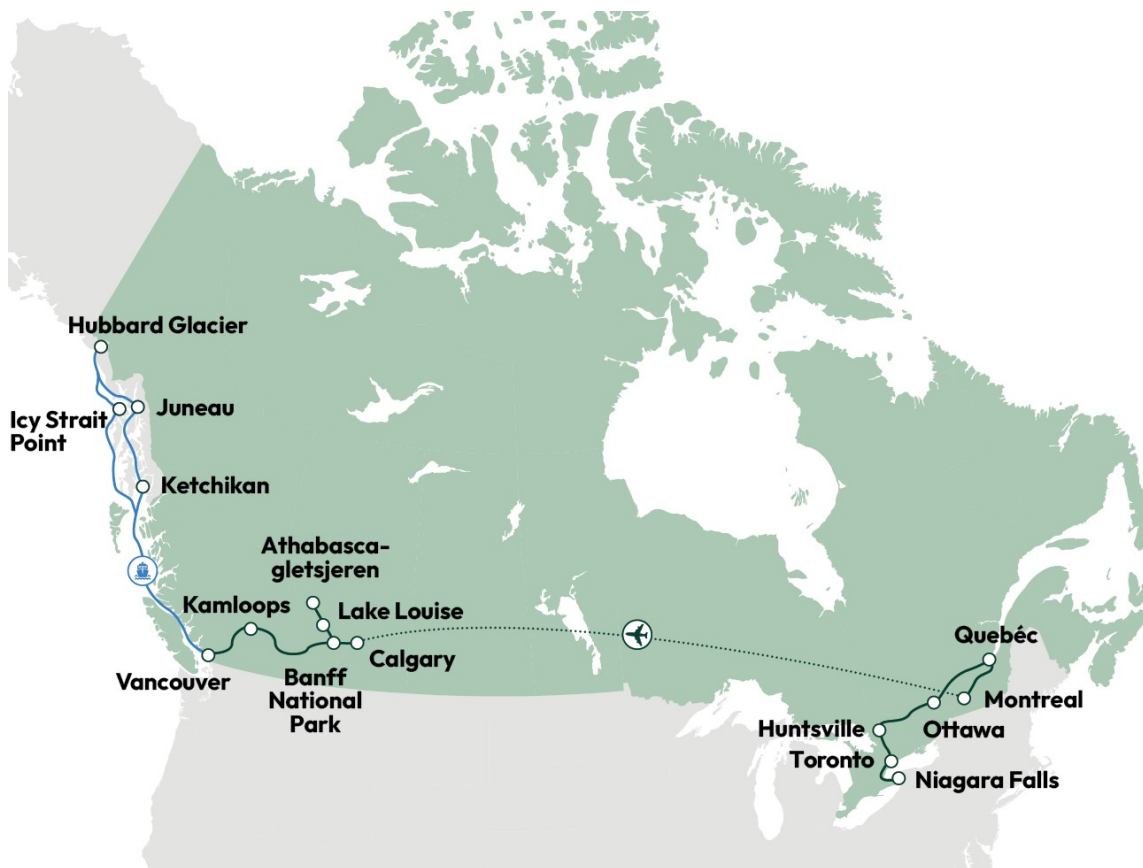 Hubbard Glacier
Icy Strait
Point
Juneau
Ketchikan
Athabasca-
gletsjeren
Kamloops
Lake Louise
Vancouver
Banff
National
Park
Calgary
Quebéc
Montreal
Huntsville
Ottawa
Toronto
Niagara Falls